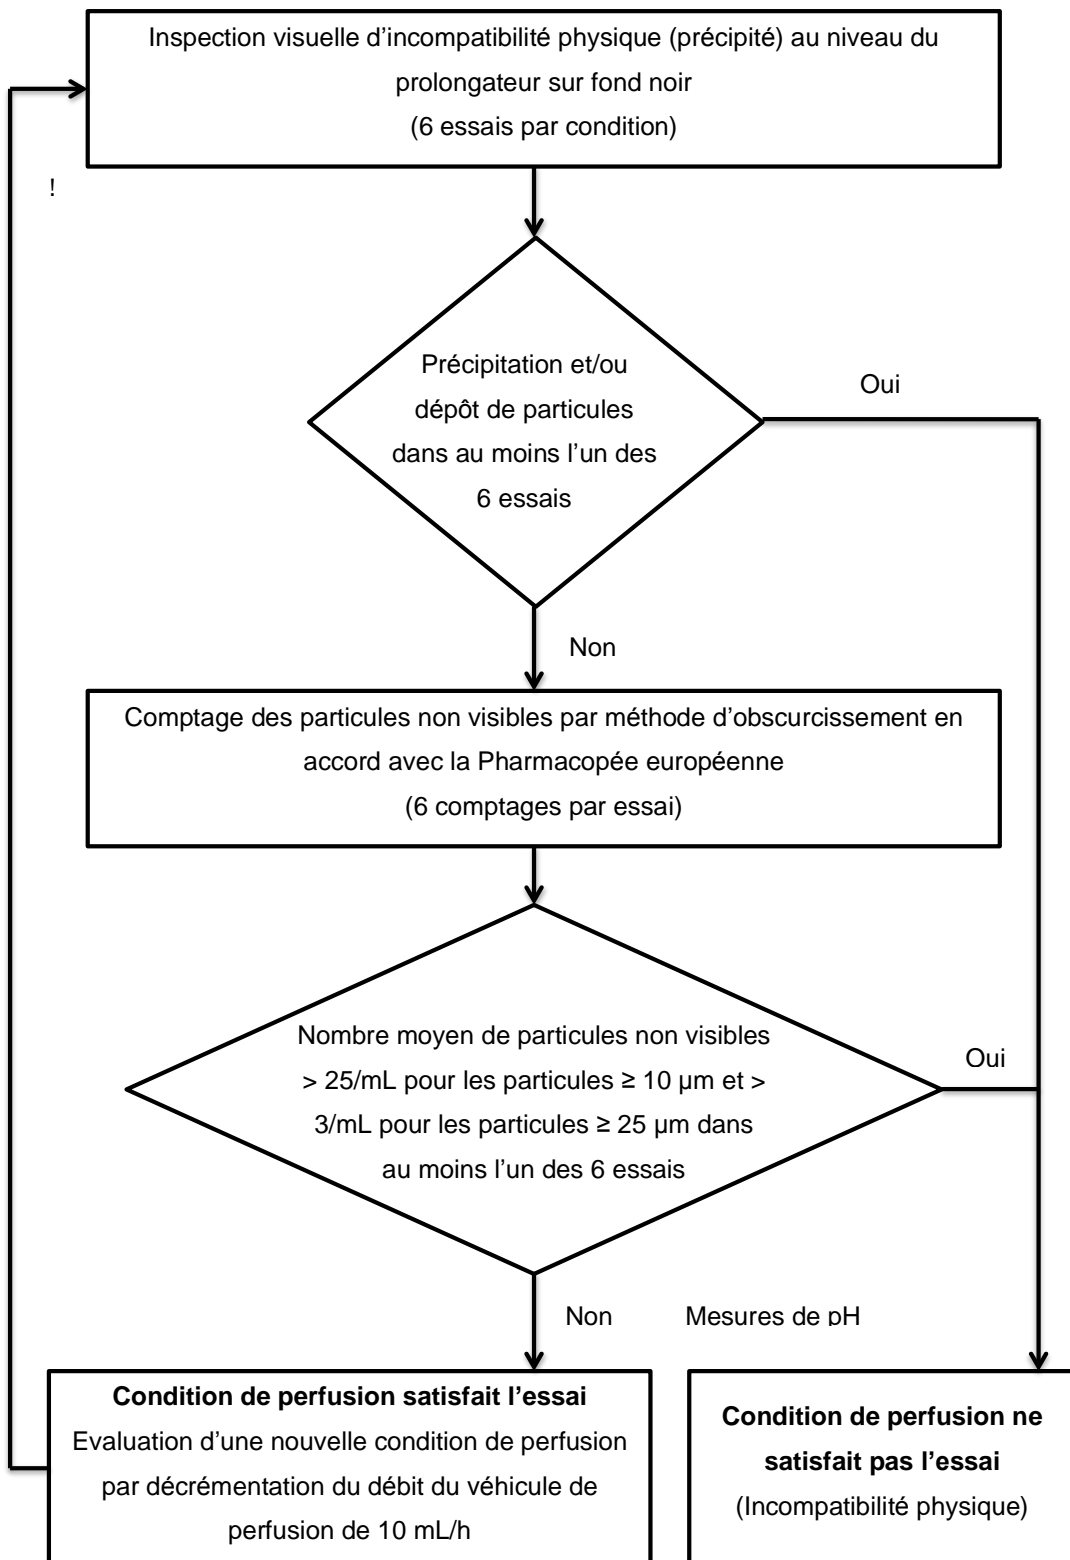 Inspection visuelle d’incompatibilité physique (précipité) au niveau du
prolongateur sur fond noir
(6 essais par condition)
!
Précipitation et/ou
dépôt de particules
dans au moins l’un des
6 essais
Oui
Non
Comptage des particules non visibles par méthode d’obscurcissement en
accord avec la Pharmacopée européenne
(6 comptages par essai)
Nombre moyen de particules non visibles
> 25/mL pour les particules ≥ 10 µm et >
3/mL pour les particules ≥ 25 µm dans
au moins l’un des 6 essais
Oui
Non
Mesures de pH
Condition de perfusion satisfait l’essai
Evaluation d’une nouvelle condition de perfusion
par décrémentation du débit du véhicule de
perfusion de 10 mL/h
Condition de perfusion ne
satisfait pas l’essai
(Incompatibilité physique)